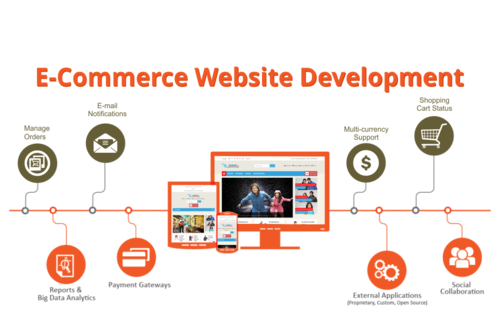 E-Commerce Website Development
Shopping
Cart Status
E-mail
Notifications
Manage
Orders
Multi-currency
Support
$
Reports &
Big Data Analytics
Payment Gateways
External Applications
(Proprietary, Custom, Open Source)
Social
Collaboration